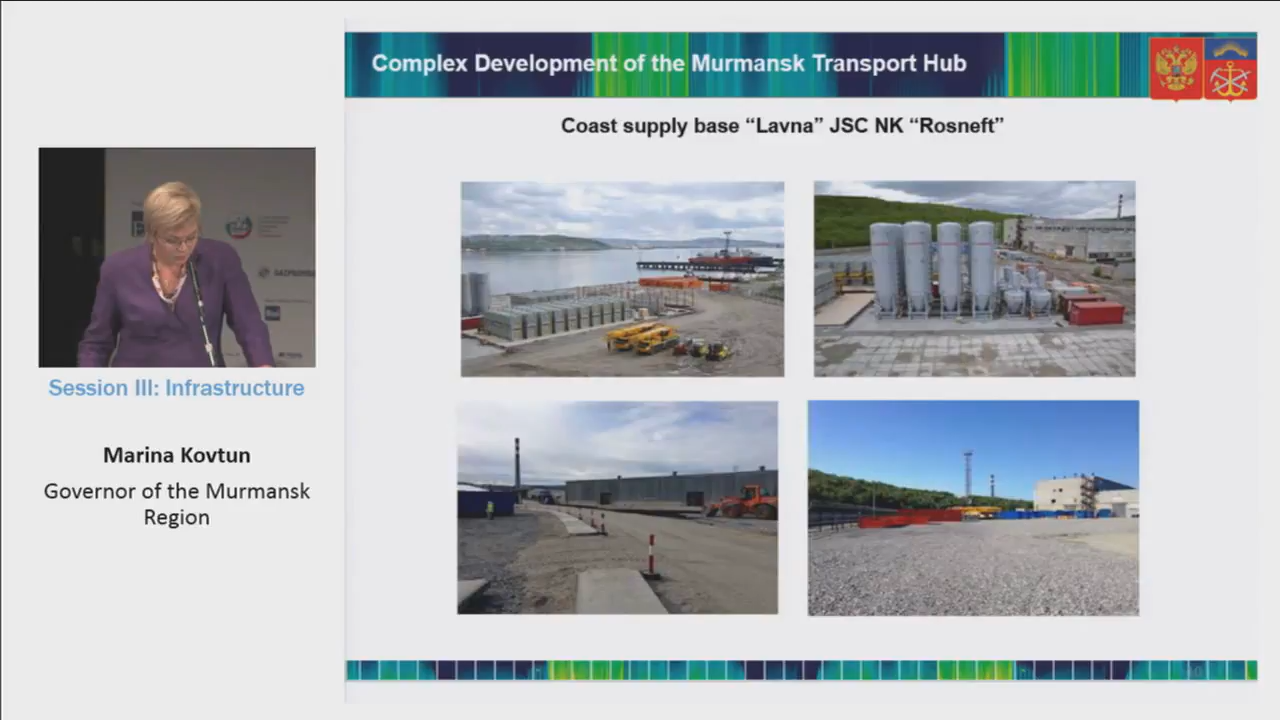 Complex Development of the Murmansk Transport Hub
Coast supply base “Lavna” JSC NK “Rosneft”
Session III: Infrastructure
Marina Kovtun
Governor of the Murmansk
Region